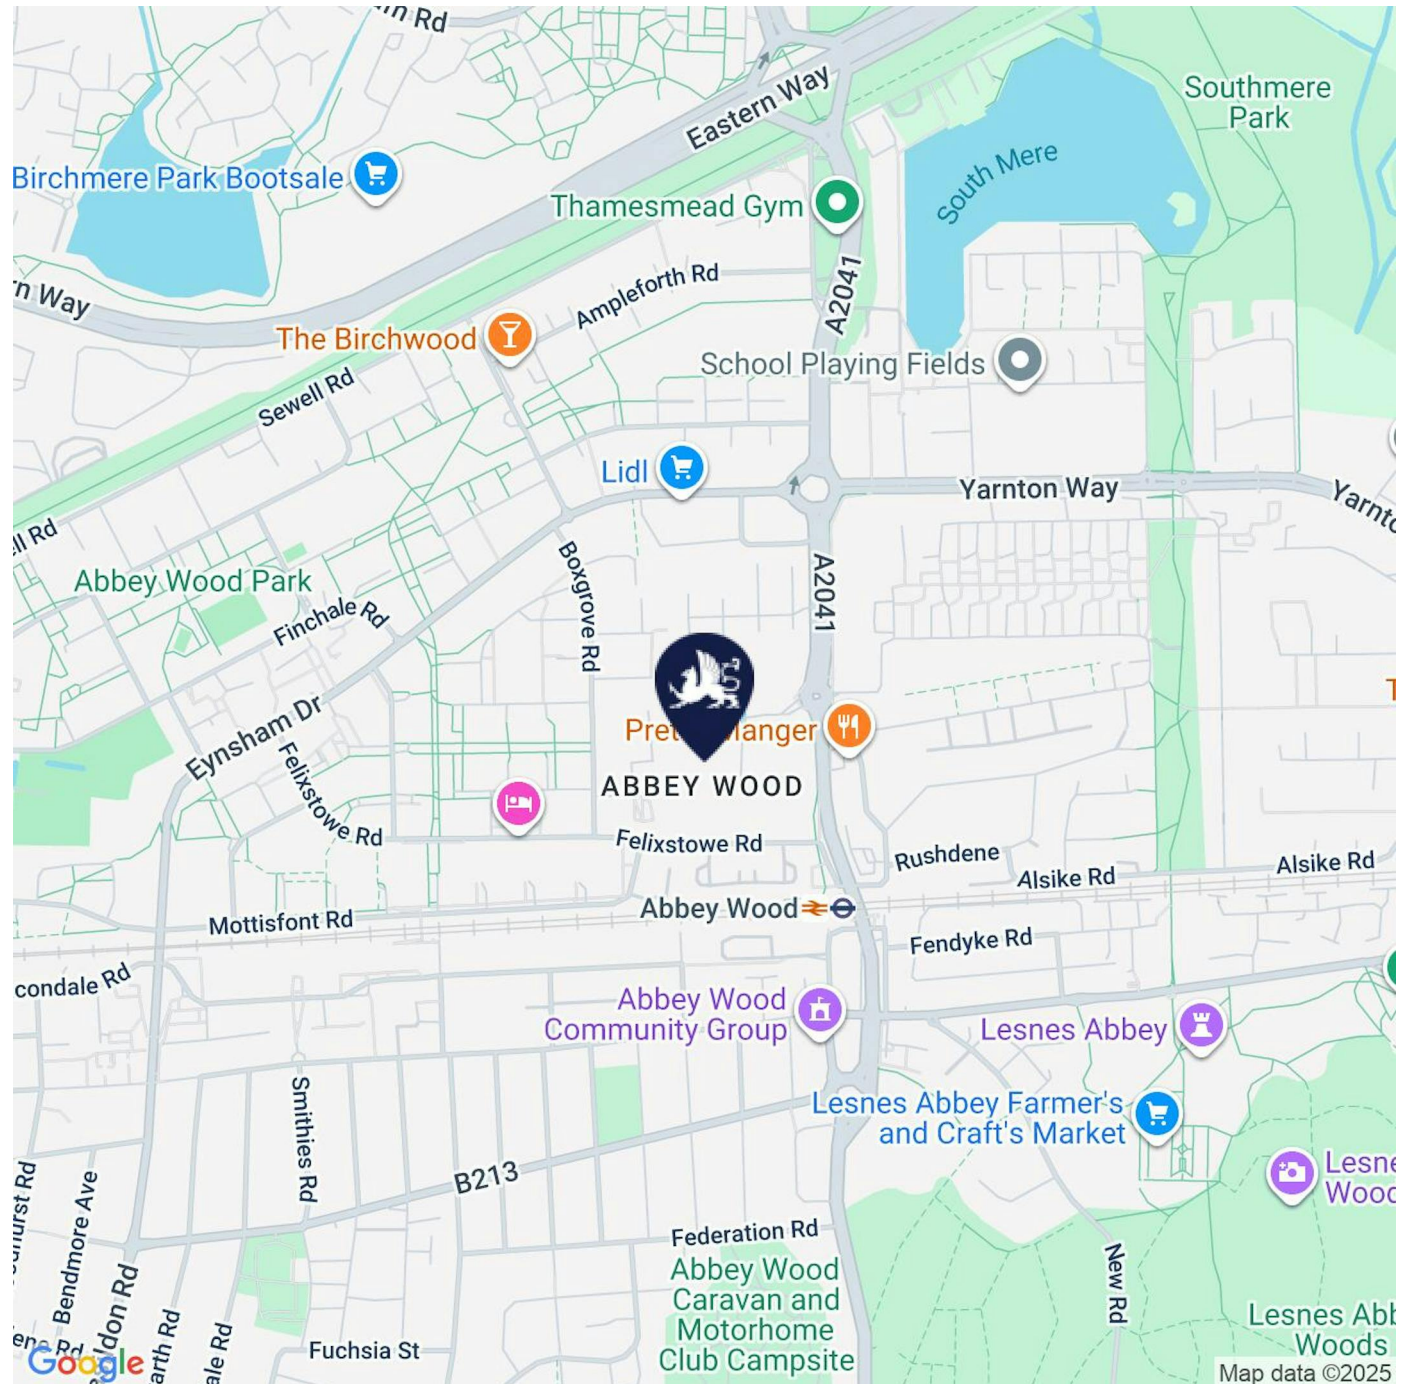 Eastern Way
Southmere
Park
South Mere
Birchmere Park Bootsale
Thamesmead Gym
Ampleforth Rd
A2041
The Birchwood
School Playing Fields
Sewell Rd
Lidl
Yarnton Way
Boxgrove Rd
A2041
Abbey Wood Park
Finchale Rd
Eynsham Dr
ABBEY WOOD
Felixstowe Rd
Felixstowe Rd
Rushdene
Alsike Rd
Alsike Rd
Abbey Wood
Mottisfont Rd
Fendyke Rd
condale Rd
Abbey Wood
Community Group
Lesnes Abbey
Smithies Rd
Lesnes Abbey Farmer's
and Craft's Market
B213
Bendmore Ave
Federation Rd
New Rd
Abbey Wood
Caravan and
Motorhome
Club Campsite
Lesnes Abb
Woods
Fuchsia St
Google
Map data ©2025